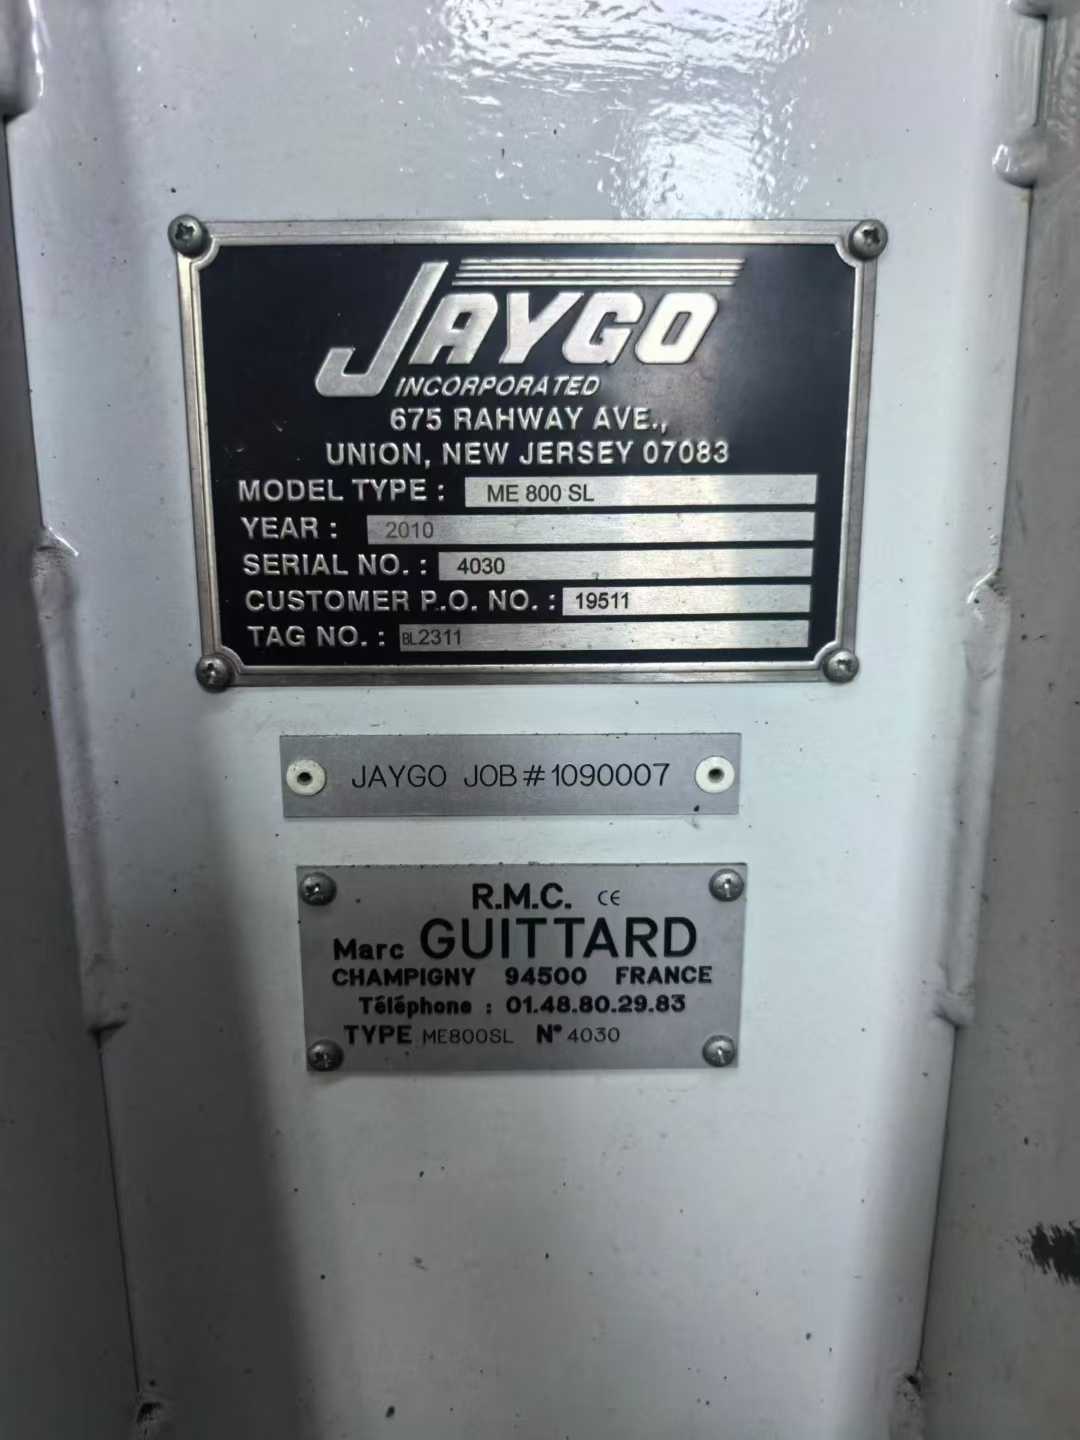 JAYGO
INCORPORATED
675 RAHWAY AVE.,
UNION, NEW JERSEY 07083
MODEL TYPE : ME 800 SL
YEAR : 2010
SERIAL NO. : 4030
CUSTOMER P.O. NO. : 19511
TAG NO. : BL2311
JAYGO JOB#1090007
R.M.C. CE
Marc GUITTARD
CHAMPIGNY 94500 FRANCE
Téléphone : 01.48.80.29.83
TYPE ME800SL N° 4030